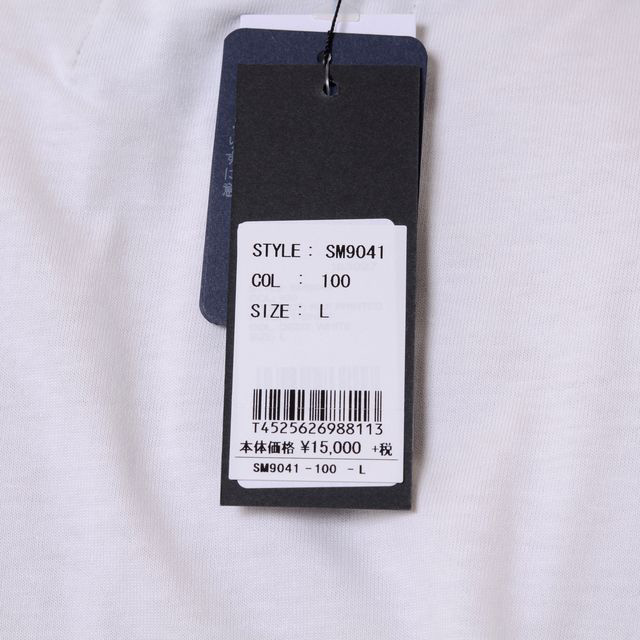 STYLE : SM9041
COL : 100
SIZE : L
T4525626988113
本体価格 ¥15,000 +税
SM9041 - 100 - L